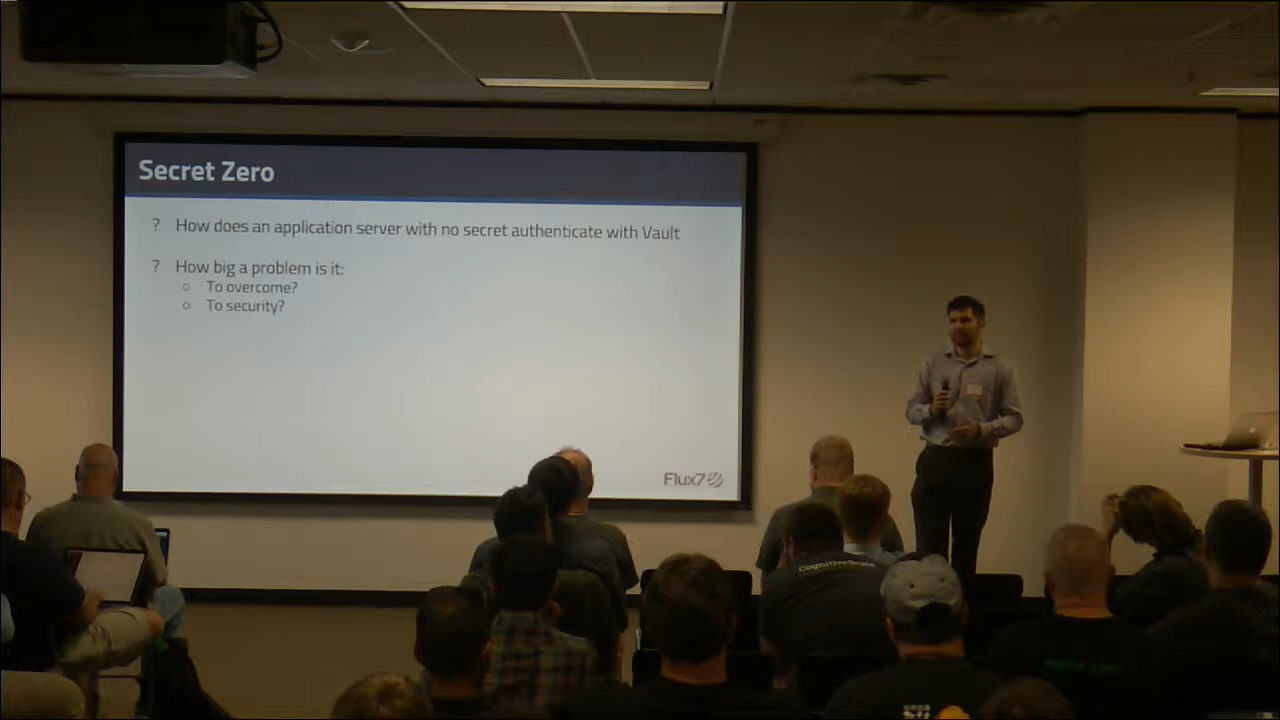 Secret Zero
? How does an application server with no secret authenticate with Vault
? How big a problem is it:
○ To overcome?
○ To security?
Flux7
CognitiveScale